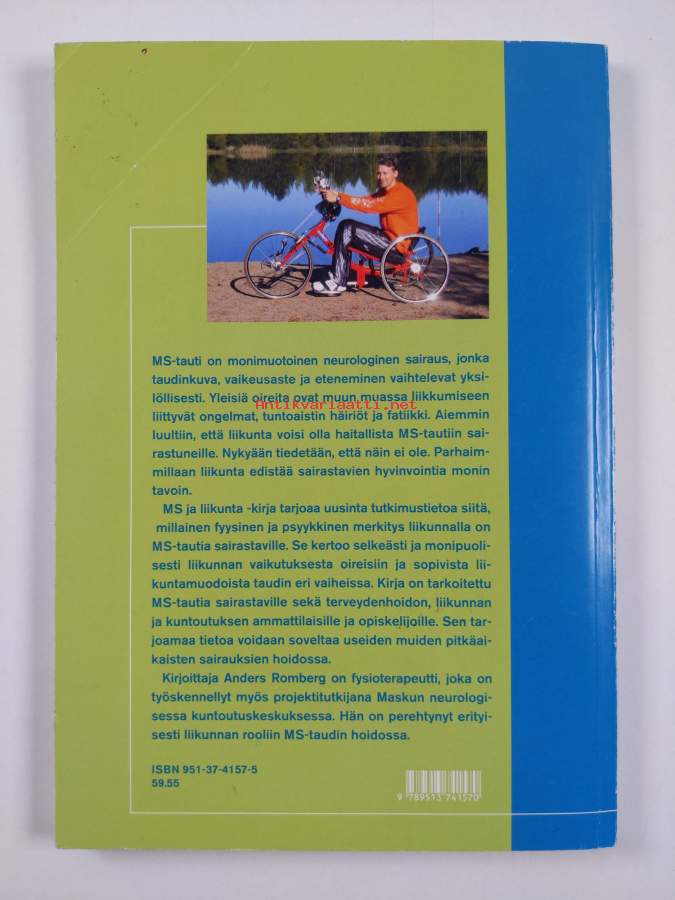 MS-tauti on monimuotoinen neurologinen sairaus, jonka
taudinkuva, vaikeusaste ja eteneminen vaihtelevat yksi-
löllisesti. Yleisiä oireita ovat muun muassa liikkumiseen
Antikvariaatti.net
liittyvät ongelmat, tuntoaistin häiriöt ja fatiikki. Aiemmin
luultiin, että liikunta voisi olla haitallista MS-tautiin sai-
rastuneille. Nykyään tiedetään, että näin ei ole. Parhaim-
millaan liikunta edistää sairastavien hyvinvointia monin
tavoin.
MS ja liikunta -kirja tarjoaa uusinta tutkimustietoa siitä,
millainen fyysinen ja psyykkinen merkitys liikunnalla on
MS-tautia sairastaville. Se kertoo selkeästi ja monipuoli-
sesti liikunnan vaikutuksesta oireisiin ja sopivista lii-
kuntamuodoista taudin eri vaiheissa. Kirja on tarkoitettu
MS-tautia sairastaville sekä terveydenhoidon, liikunnan
ja kuntoutuksen ammattilaisille ja opiskelijoille. Sen tar-
joamaa tietoa voidaan soveltaa useiden muiden pitkäai-
kaisten sairauksien hoidossa.
Kirjoittaja Anders Romberg on fysioterapeutti, joka on
työskennellyt myös projektitutkijana Maskun neurologi-
sessa kuntoutuskeskuksessa. Hän on perehtynyt erityi-
sesti liikunnan rooliin MS-taudin hoidossa.
ISBN 951-37-4157-5
59.55
9 789513 741570